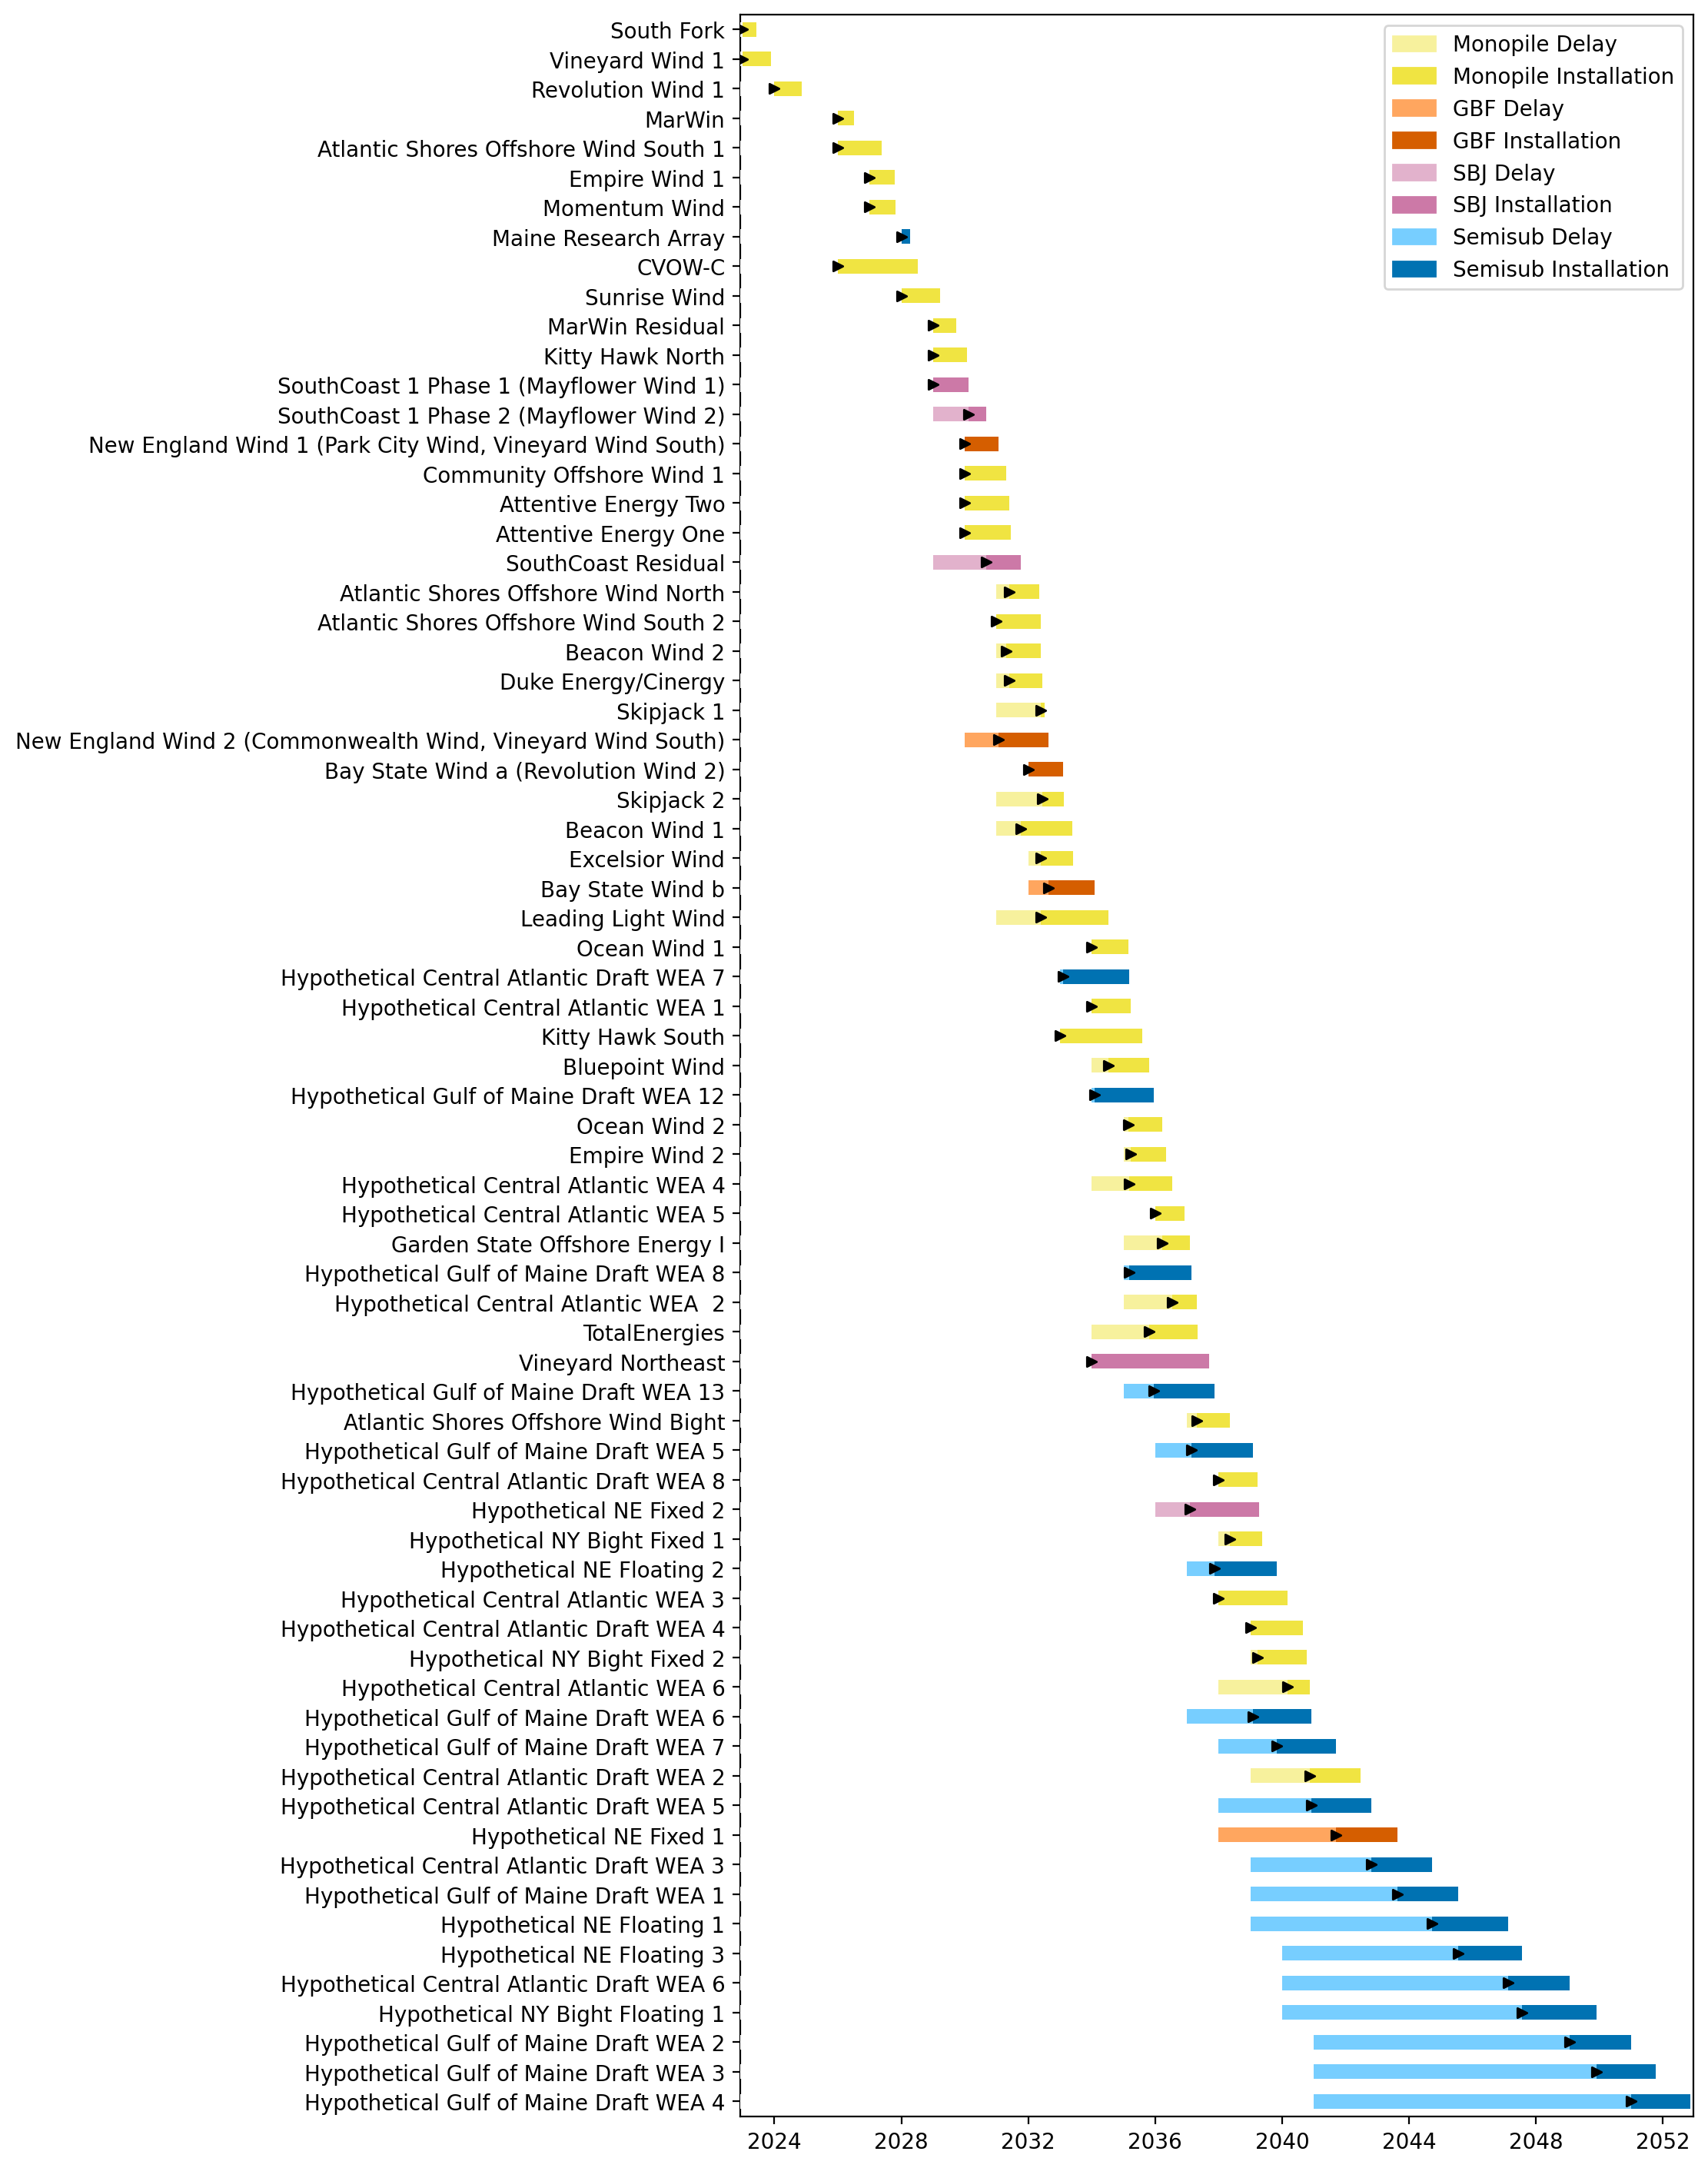 South Fork
Vineyard Wind 1
Revolution Wind 1
MarWin
Atlantic Shores Offshore Wind South 1
Empire Wind 1
Momentum Wind
Maine Research Array
CVOW-C
Sunrise Wind
MarWin Residual
Kitty Hawk North
SouthCoast 1 Phase 1 (Mayflower Wind 1)
SouthCoast 1 Phase 2 (Mayflower Wind 2)
New England Wind 1 (Park City Wind, Vineyard Wind South)
Community Offshore Wind 1
Attentive Energy Two
Attentive Energy One
SouthCoast Residual
Atlantic Shores Offshore Wind North
Atlantic Shores Offshore Wind South 2
Beacon Wind 2
Duke Energy/Cinergy
Skipjack 1
New England Wind 2 (Commonwealth Wind, Vineyard Wind South)
Bay State Wind a (Revolution Wind 2)
Skipjack 2
Beacon Wind 1
Excelsior Wind
Bay State Wind b
Leading Light Wind
Ocean Wind 1
Hypothetical Central Atlantic Draft WEA 7
Hypothetical Central Atlantic WEA 1
Kitty Hawk South
Bluepoint Wind
Hypothetical Gulf of Maine Draft WEA 12
Ocean Wind 2
Empire Wind 2
Hypothetical Central Atlantic WEA 4
Hypothetical Central Atlantic WEA 5
Garden State Offshore Energy I
Hypothetical Gulf of Maine Draft WEA 8
Hypothetical Central Atlantic WEA  2
TotalEnergies
Vineyard Northeast
Hypothetical Gulf of Maine Draft WEA 13
Atlantic Shores Offshore Wind Bight
Hypothetical Gulf of Maine Draft WEA 5
Hypothetical Central Atlantic Draft WEA 8
Hypothetical NE Fixed 2
Hypothetical NY Bight Fixed 1
Hypothetical NE Floating 2
Hypothetical Central Atlantic WEA 3
Hypothetical Central Atlantic Draft WEA 4
Hypothetical NY Bight Fixed 2
Hypothetical Central Atlantic WEA 6
Hypothetical Gulf of Maine Draft WEA 6
Hypothetical Gulf of Maine Draft WEA 7
Hypothetical Central Atlantic Draft WEA 2
Hypothetical Central Atlantic Draft WEA 5
Hypothetical NE Fixed 1
Hypothetical Central Atlantic Draft WEA 3
Hypothetical Gulf of Maine Draft WEA 1
Hypothetical NE Floating 1
Hypothetical NE Floating 3
Hypothetical Central Atlantic Draft WEA 6
Hypothetical NY Bight Floating 1
Hypothetical Gulf of Maine Draft WEA 2
Hypothetical Gulf of Maine Draft WEA 3
Hypothetical Gulf of Maine Draft WEA 4
Monopile Delay
Monopile Installation
GBF Delay
GBF Installation
SBJ Delay
SBJ Installation
Semisub Delay
Semisub Installation
2024 2028 2032 2036 2040 2044 2048 2052